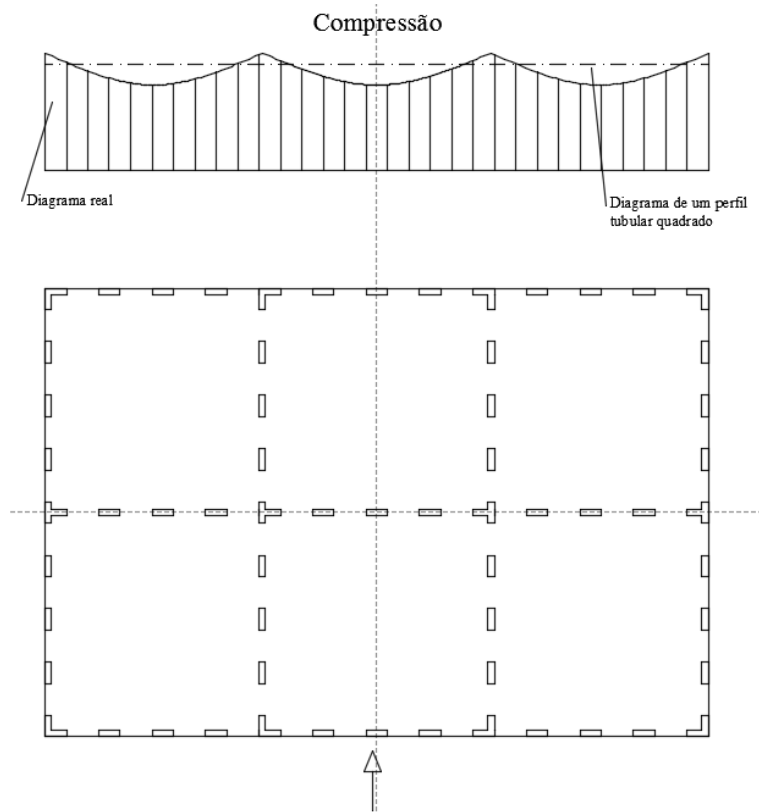 Compressão
Diagrama real
Diagrama de um perfil
tubular quadrado